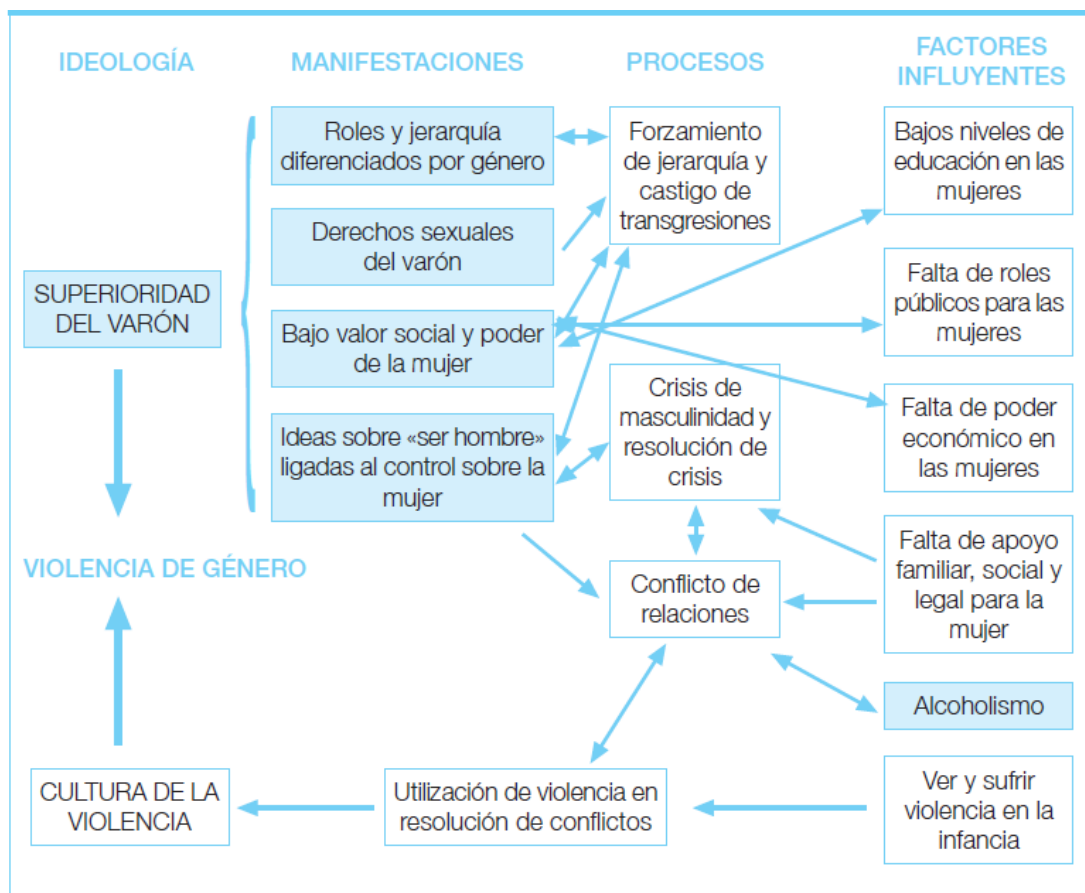 IDEOLOGÍA
MANIFESTACIONES
PROCESOS
FACTORES
INFLUYENTES
SUPERIORIDAD
DEL VARÓN
VIOLENCIA DE GÉNERO
CULTURA DE LA
VIOLENCIA
Roles y jerarquía
diferenciados por género
Derechos sexuales
del varón
Bajo valor social y poder
de la mujer
Ideas sobre «ser hombre»
ligadas al control sobre la
mujer
Forzamiento
de jerarquía y
castigo de
transgresiones
Crisis de
masculinidad y
resolución de
crisis
Conflicto de
relaciones
Utilización de violencia en
resolución de conflictos
Bajos niveles de
educación en las
mujeres
Falta de roles
públicos para las
mujeres
Falta de poder
económico en
las mujeres
Falta de apoyo
familiar, social y
legal para la
mujer
Alcoholismo
Ver y sufrir
violencia en la
infancia